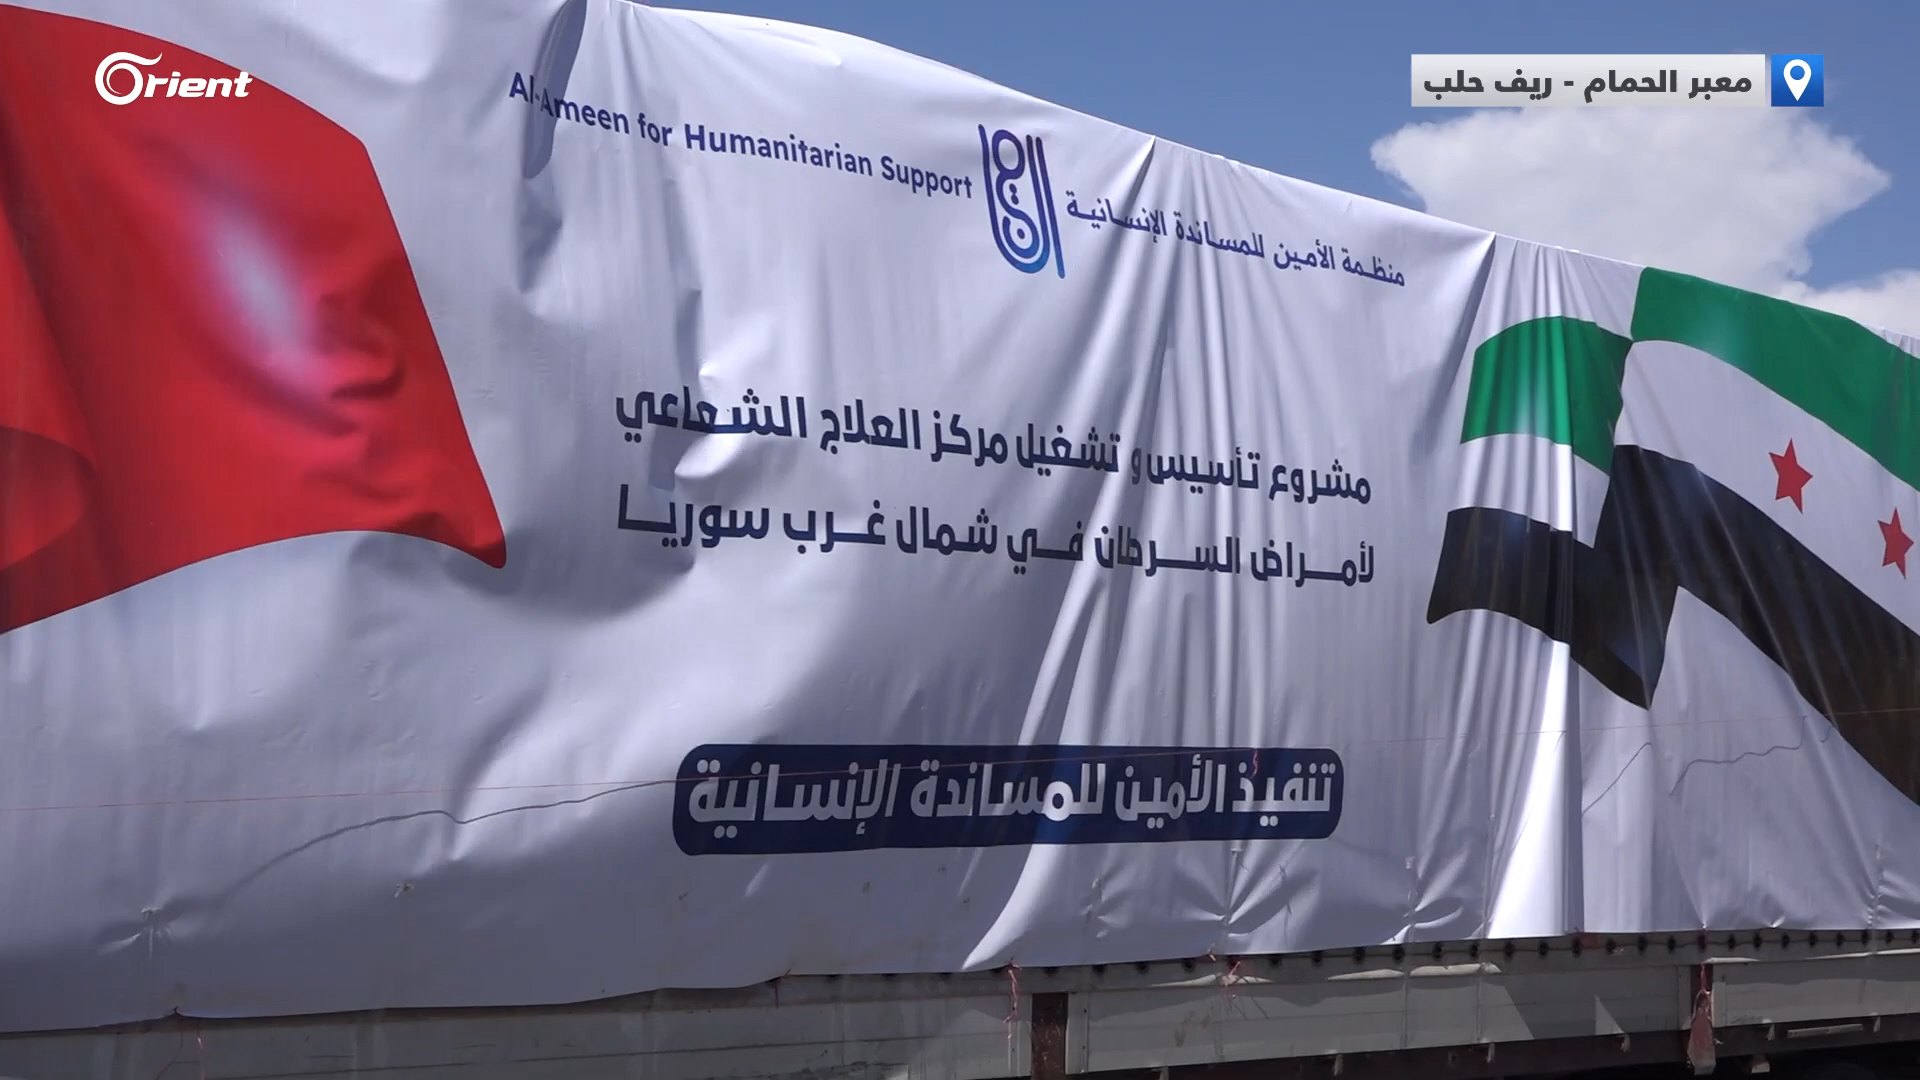 Orient
معبر الحمام - ريف حلب
Al-Ameen for Humanitarian Support
منظمة الأمين للمساندة الإنسانية
مشروع تأسيس و تشغيل مركز العلاج الشعاعي
لأمراض السرطان في شمال غرب سوريا
تنفيذ الأمين للمساندة الإنسانية